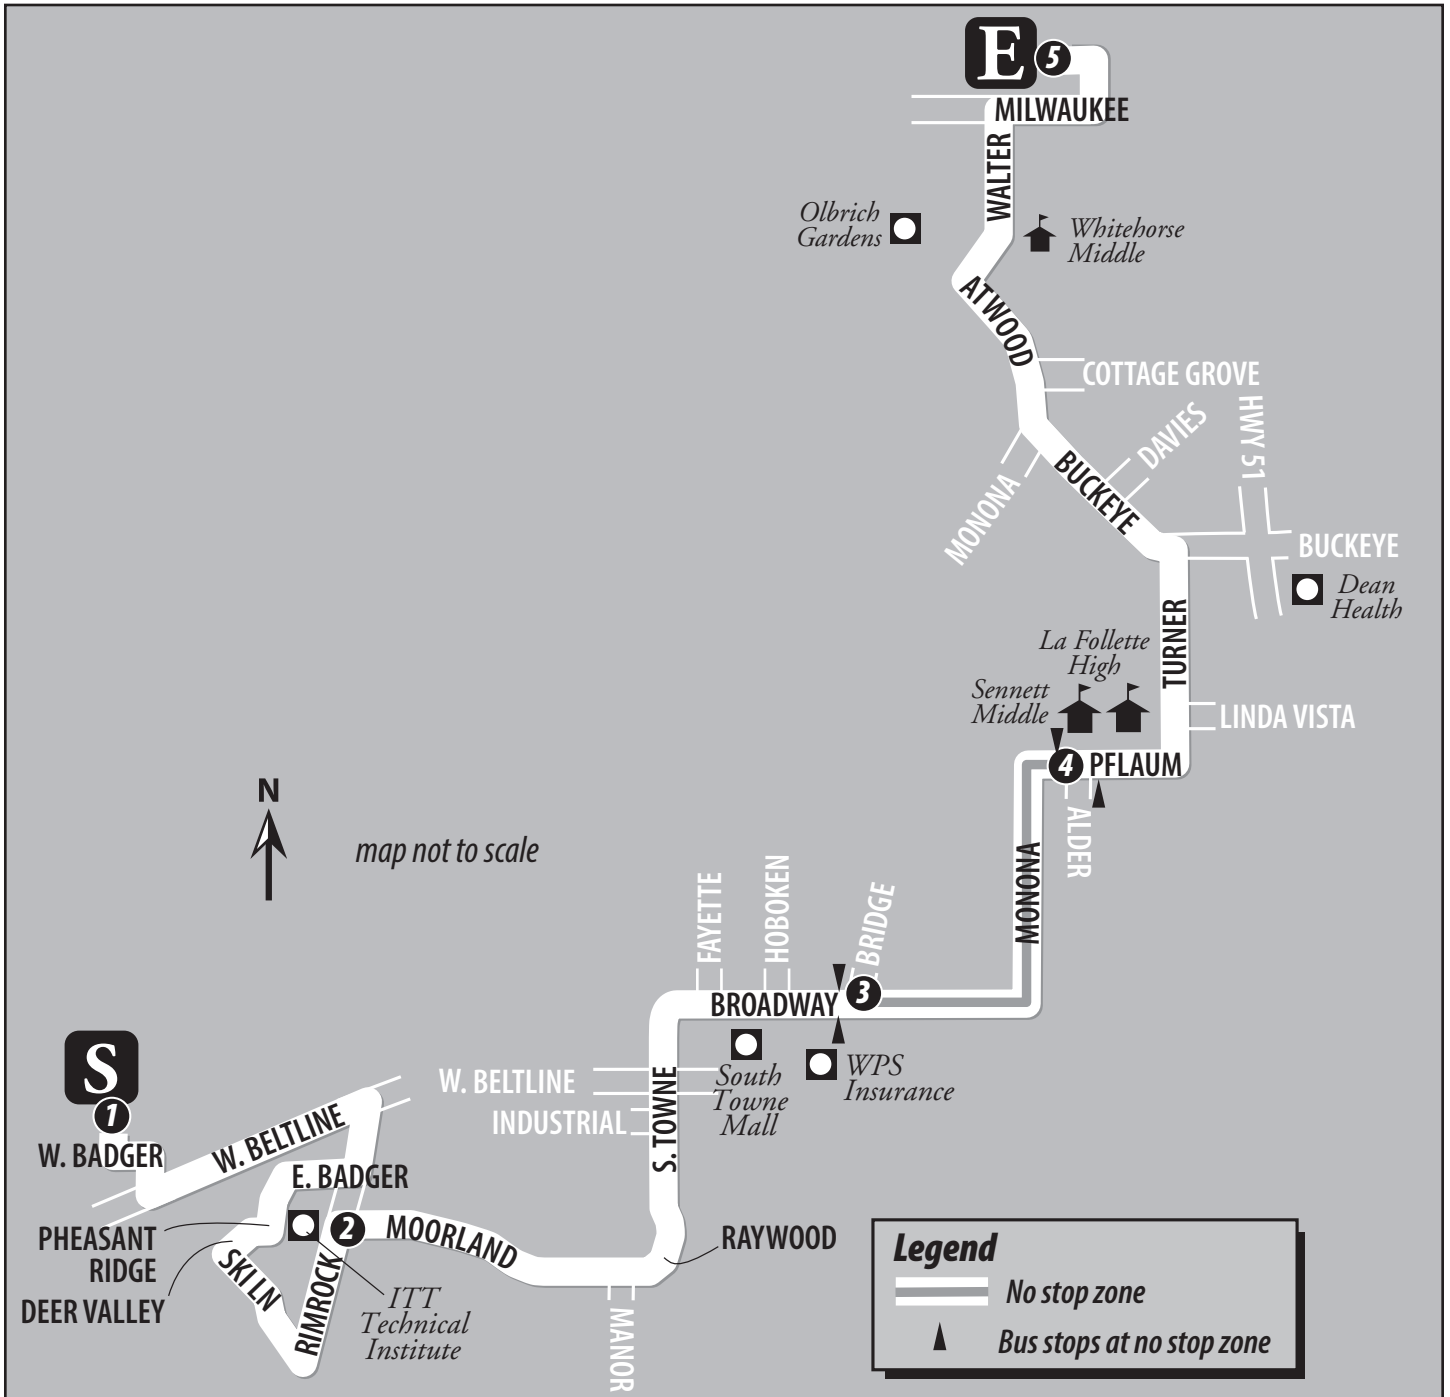 E 5
MILWAUKEE
WALTER
Olbrich
Gardens
Whitehorse
Middle
ATWOOD
COTTAGE GROVE
HWY 51
DAVIES
BUCKEYE
MONONA
BUCKEYE
Dean
Health
TURNER
La Follette
High
Sennett
Middle
LINDA VISTA
4 PFLAUM
ALDER
N
map not to scale
MONONA
FAYETTE
HOBOKEN
BRIDGE
BROADWAY 3
S
1
W. BADGER
W. BELTLINE
W. BELTLINE
INDUSTRIAL
S. TOWNE
South
Towne
Mall
WPS
Insurance
E. BADGER
PHEASANT
RIDGE
DEER VALLEY
SKI LN
RIMROCK
2 MOORLAND
ITT
Technical
Institute
RAYWOOD
MANOR
Legend
No stop zone
Bus stops at no stop zone